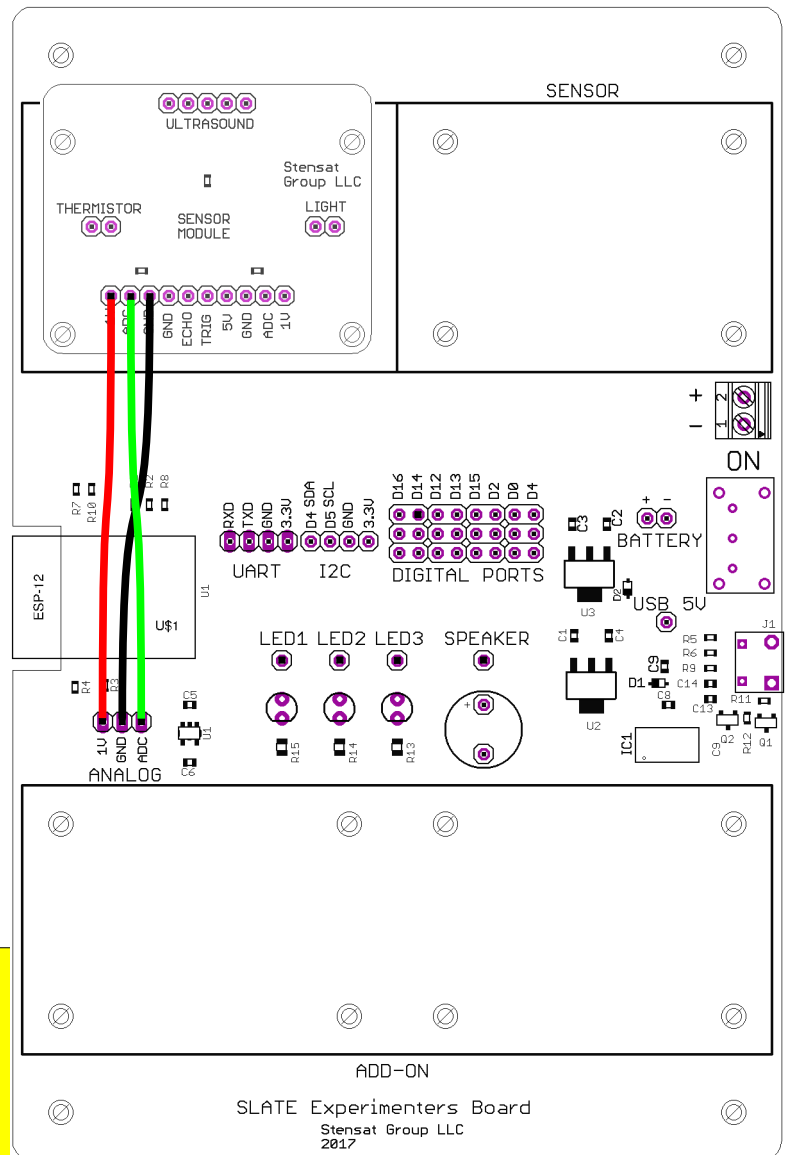 SENSOR
ULTRASOUND
Stensat
Group LLC
THERMISTOR
LIGHT
SENSOR
MODULE
GND
ECHO
TRIG
5V
GND
ADC
1V
+ 2
- 1
ON
R7
R10
R2
R8
D16
D14
D12
D13
D15
D2
D0
D4
RXD
TXD
GND
3.3V
D4 SDA
D5 SCL
GND
3.3V
UART
I2C
DIGITAL PORTS
C3
C2
+ -
BATTERY
ESP-12
U$1
U1
U3
D2
USB 5V
J1
LED1
LED2
LED3
SPEAKER
C1
C4
R5
R6
R9
C14
C13
C9
D1
C8
R11
R4
R3
C5
U1
C6
+
R15
R14
R13
U2
IC1
C9
Q2
R12
Q1
1V
GND
ADC
ANALOG
ADD-ON
SLATE Experimenters Board
Stensat Group LLC
2017